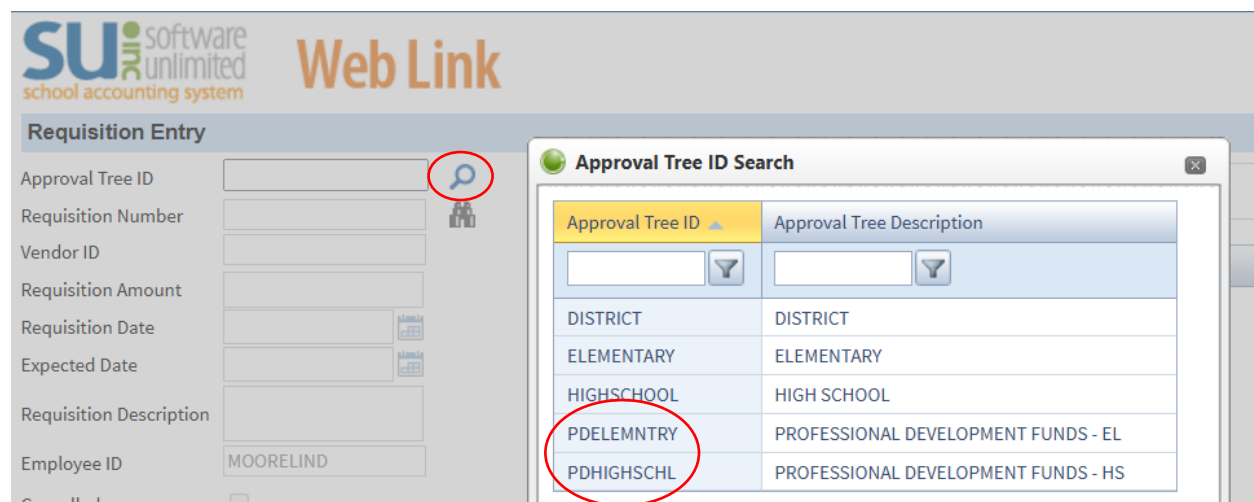 SUi software unlimited
school accounting system
Web Link
Requisition Entry
Approval Tree ID
Requisition Number
Vendor ID
Requisition Amount
Requisition Date
Expected Date
Requisition Description
Employee ID MOORELIND
Approval Tree ID Search
Approval Tree ID Approval Tree Description
DISTRICT DISTRICT
ELEMENTARY ELEMENTARY
HIGHSCHOOL HIGH SCHOOL
PDELEMNTRY PROFESSIONAL DEVELOPMENT FUNDS - EL
PDHIGHSCHL PROFESSIONAL DEVELOPMENT FUNDS - HS